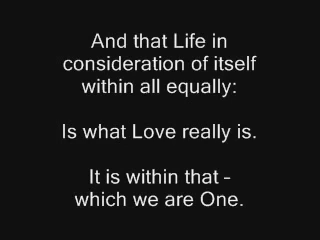 And that Life in
consideration of itself
within all equally:
Is what Love really is.
It is within that –
which we are One.